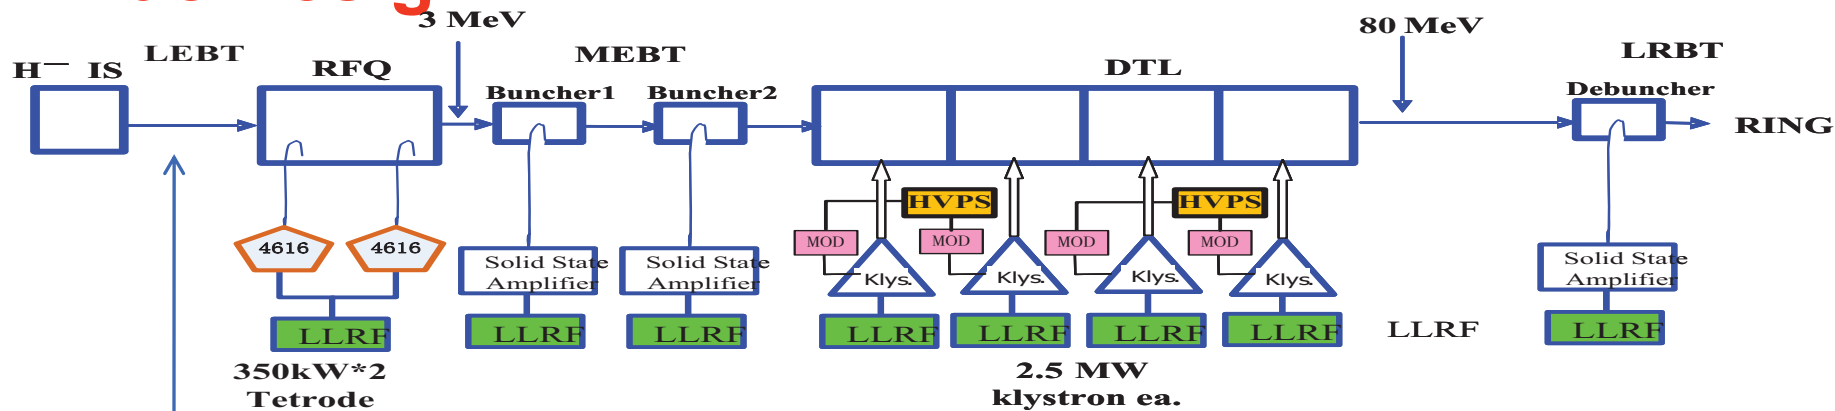 3 MeV
80 MeV
H— IS
LEBT
RFQ
MEBT
DTL
LRBT
Buncher1
Buncher2
Debuncher
RING
HVPS
HVPS
MOD
MOD
MOD
MOD
4616
4616
Solid State
Amplifier
Solid State
Amplifier
Klys.
Klys.
Klys.
Klys.
Solid State
Amplifier
LLRF
LLRF
LLRF
LLRF
LLRF
LLRF
LLRF
LLRF
LLRF
350kW*2
Tetrode
2.5 MW
klystron ea.